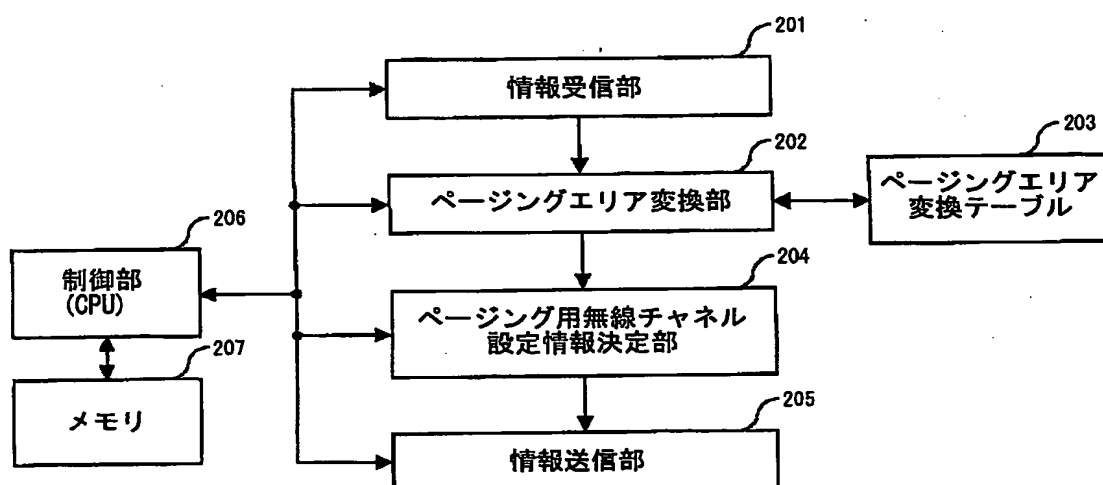 201
情報受信部
202
ページングエリア変換部
203
ページングエリア
変換テーブル
206
制御部
(CPU)
204
ページング用無線チャネル
設定情報決定部
207
メモリ
205
情報送信部